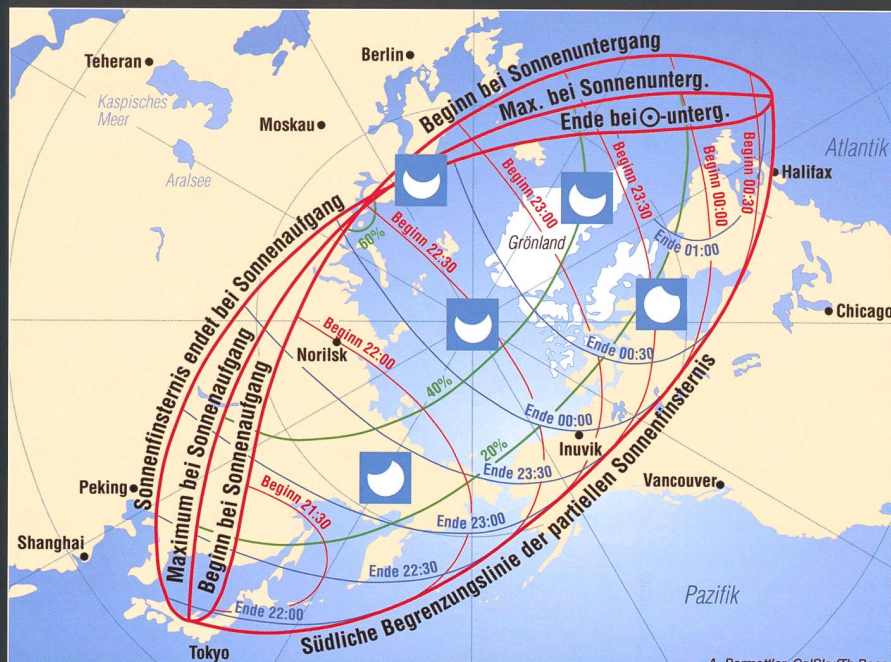 Teheran
Berlin
Kaspisches
Meer
Moskau
Aralsee
Beginn bei Sonnenuntergang
Max. bei Sonnenunterg.
Ende bei ☉-unterg.
Atlantik
Halifax
Beginn 23:00
Beginn 23:30
Beginn 00:00
Beginn 00:30
Ende 01:00
Grönland
60%
Beginn 22:30
Sonnenfinsternis endet bei Sonnenaufgang
Maximum bei Sonnenaufgang
Beginn bei Sonnenaufgang
Beginn 22:00
Norilsk
Chicago
Ende 00:30
40%
Ende 00:00
20%
Inuvik
Ende 23:30
Vancouver
Peking
Beginn 21:30
Ende 23:00
Shanghai
Ende 22:30
Ende 22:00
Südliche Begrenzungslinie der partiellen Sonnenfinsternis
Pazifik
Tokyo